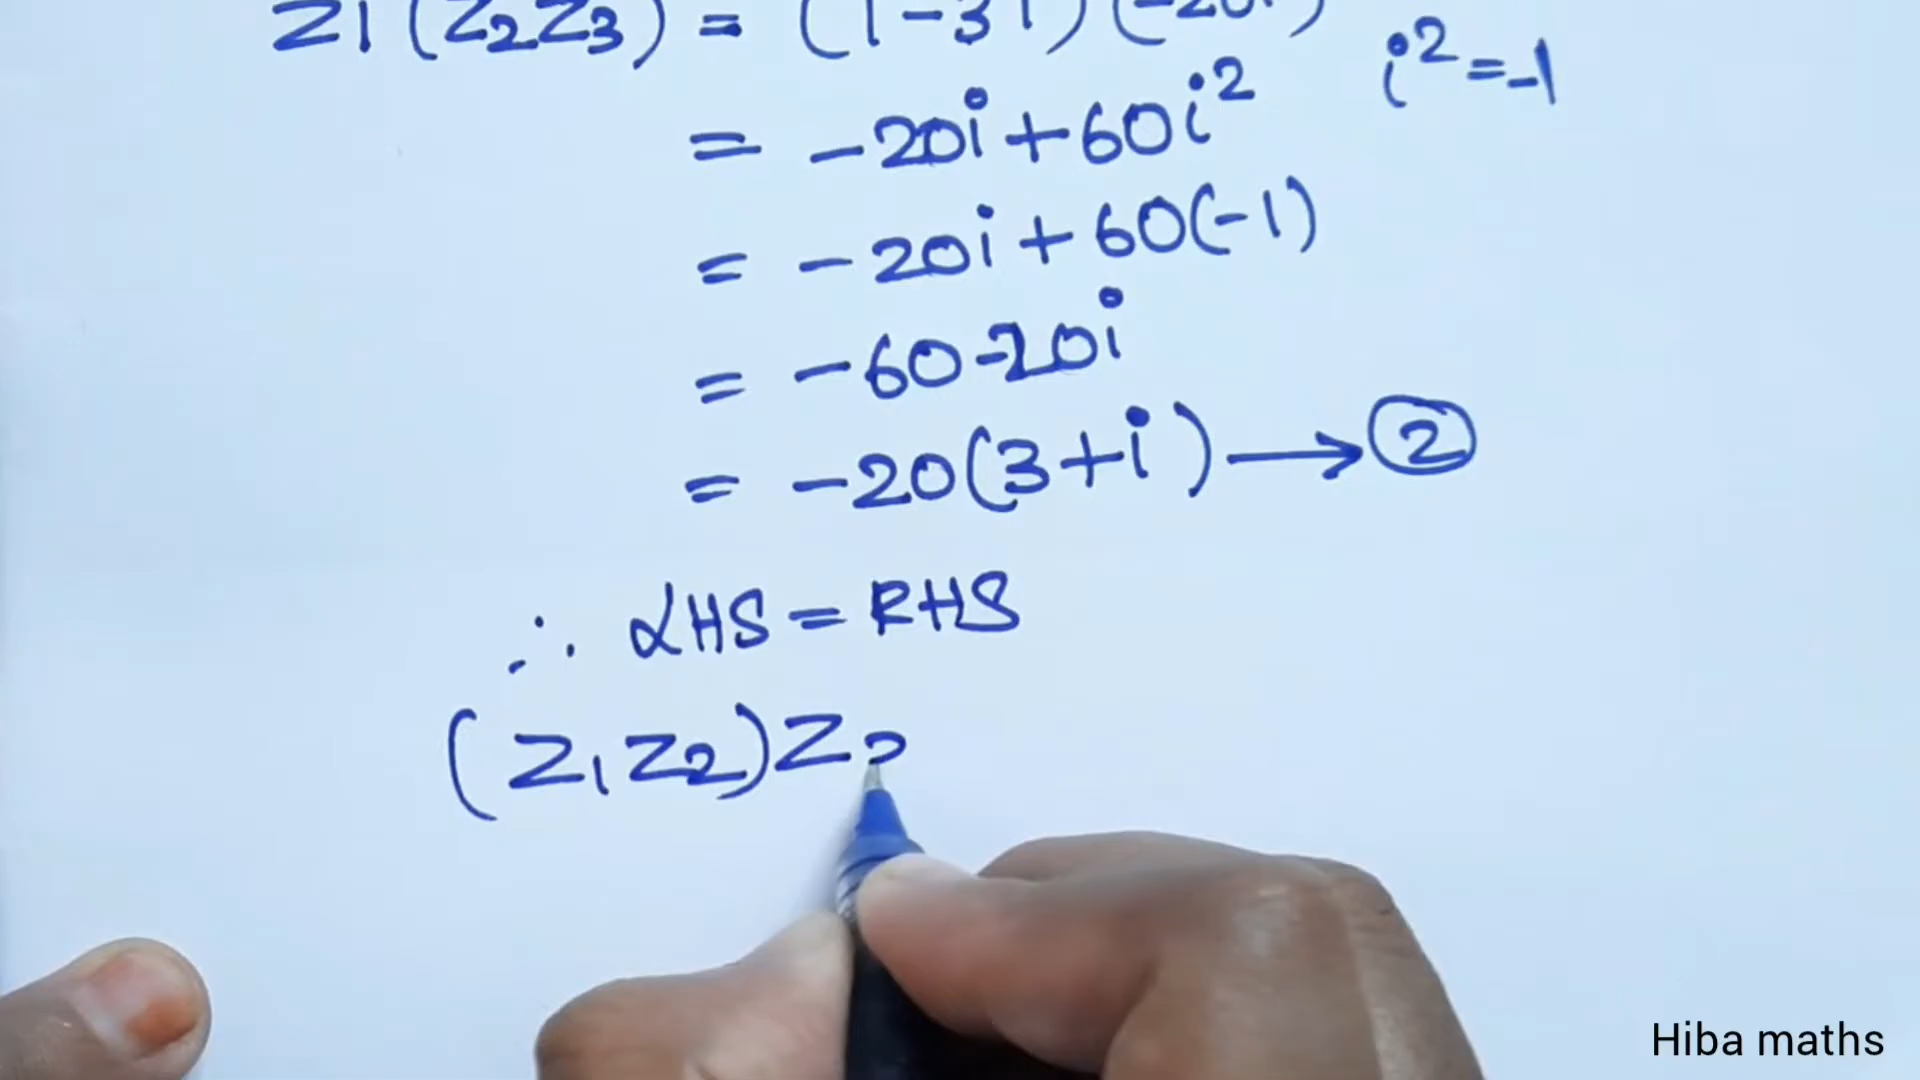 Z1 (Z2Z3) = (1-3i)(-20i)
i² = -1
= -20i + 60i²
= -20i + 60(-1)
= -60 - 20i
= -20(3+i) → ②
∴ LHS = RHS
(Z1Z2)Z
Hiba maths